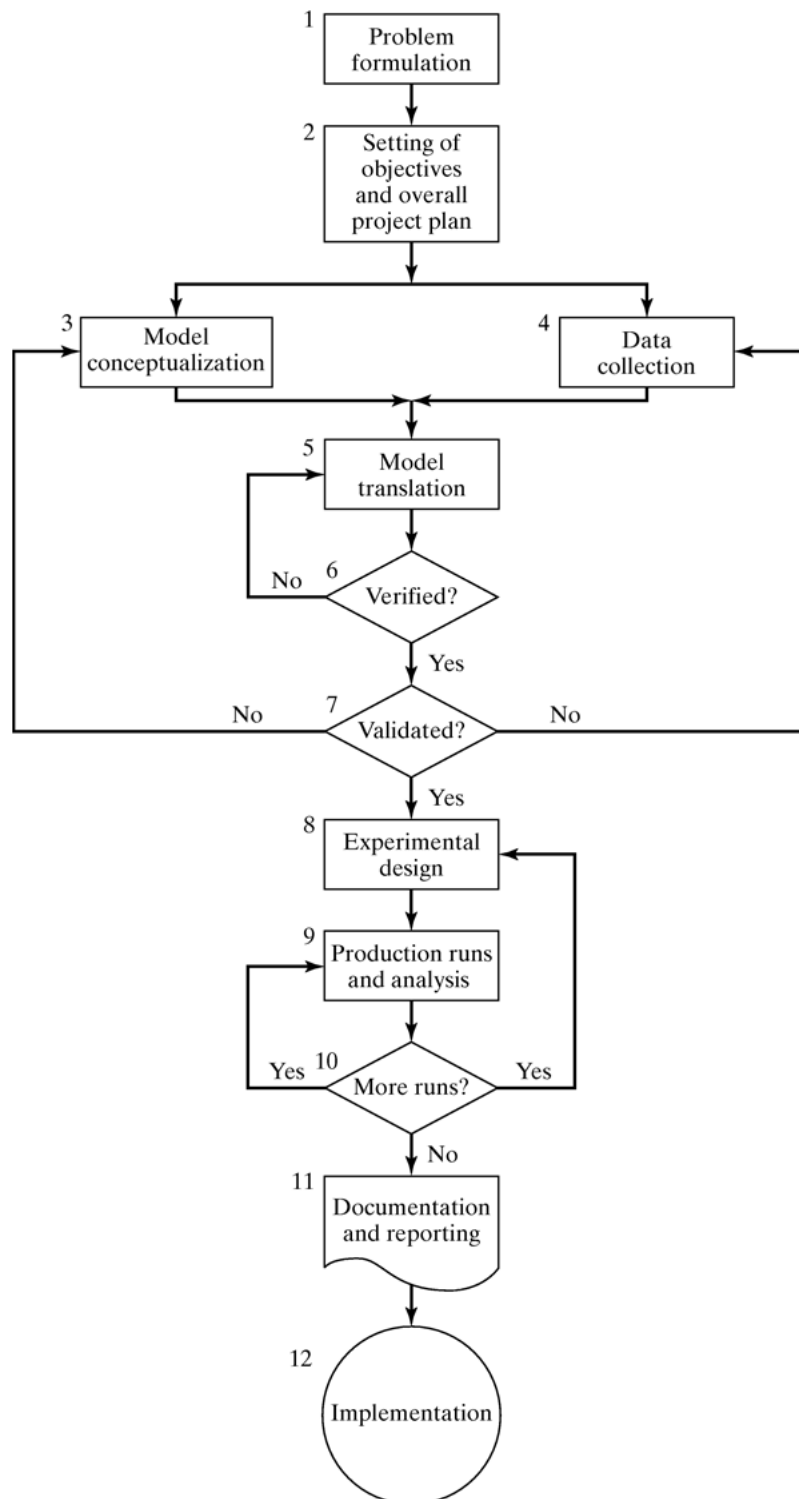 1
Problem
formulation
2
Setting of
objectives
and overall
project plan
3
Model
conceptualization
4
Data
collection
5
Model
translation
6
Verified?
No
Yes
7
Validated?
No
No
Yes
8
Experimental
design
9
Production runs
and analysis
10
More runs?
Yes
Yes
No
11
Documentation
and reporting
12
Implementation